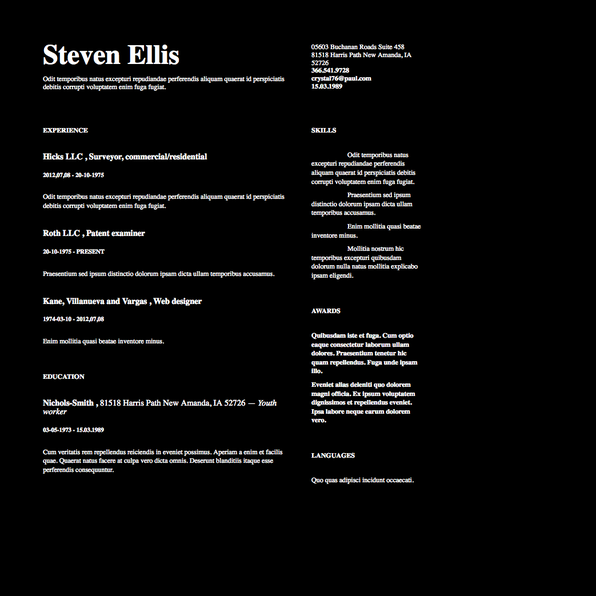 Steven Ellis
Odit temporibus natus excepturi repudiandae perferendis aliquam quaerat id perspiciatis
debitis corrupti voluptatem enim fuga fugiat.
EXPERIENCE
Hicks LLC , Surveyor, commercial/residential
2012,07,08 - 20-10-1975
Odit temporibus natus excepturi repudiandae perferendis aliquam quaerat id perspiciatis
debitis corrupti voluptatem enim fuga fugiat.
Roth LLC , Patent examiner
20-10-1975 - PRESENT
Praesentium sed ipsum distinctio dolorum ipsam dicta ullam temporibus accusamus.
Kane, Villanueva and Vargas , Web designer
1974-03-10 - 2012,07,08
Enim mollitia quasi beatae inventore minus.
EDUCATION
Nichols-Smith , 81518 Harris Path New Amanda, IA 52726 — Youth
worker
03-05-1973 - 15.03.1989
Cum veritatis rem repellendus reiciendis in eveniet possimus. Aperiam a enim et facilis
quae. Quaerat natus facere at culpa vero dicta omnis. Deserunt blanditiis itaque esse
perferendis consequuntur.
05603 Buchanan Roads Suite 458
81518 Harris Path New Amanda, IA
52726
366.541.9728
crystal76@paul.com
15.03.1989
SKILLS
Odit temporibus natus
excepturi repudiandae perferendis
aliquam quaerat id perspiciatis debitis
corrupti voluptatem enim fuga fugiat.
Praesentium sed ipsum
distinctio dolorum ipsam dicta ullam
temporibus accusamus.
Enim mollitia quasi beatae
inventore minus.
Mollitia nostrum hic
temporibus excepturi quibusdam
dolorum nulla natus mollitia explicabo
ipsam eligendi.
AWARDS
Quibusdam iste et fuga. Cum optio
eaque consectetur laborum ullam
dolores. Praesentium tenetur hic
quam repellendus. Fuga unde ipsam
illo.
Eveniet alias deleniti quo dolorem
magni officia. Ex ipsum voluptatem
dignissimos et repellendus eveniet.
Ipsa labore neque earum dolorem
vero.
LANGUAGES
Quo quas adipisci incidunt occaecati.